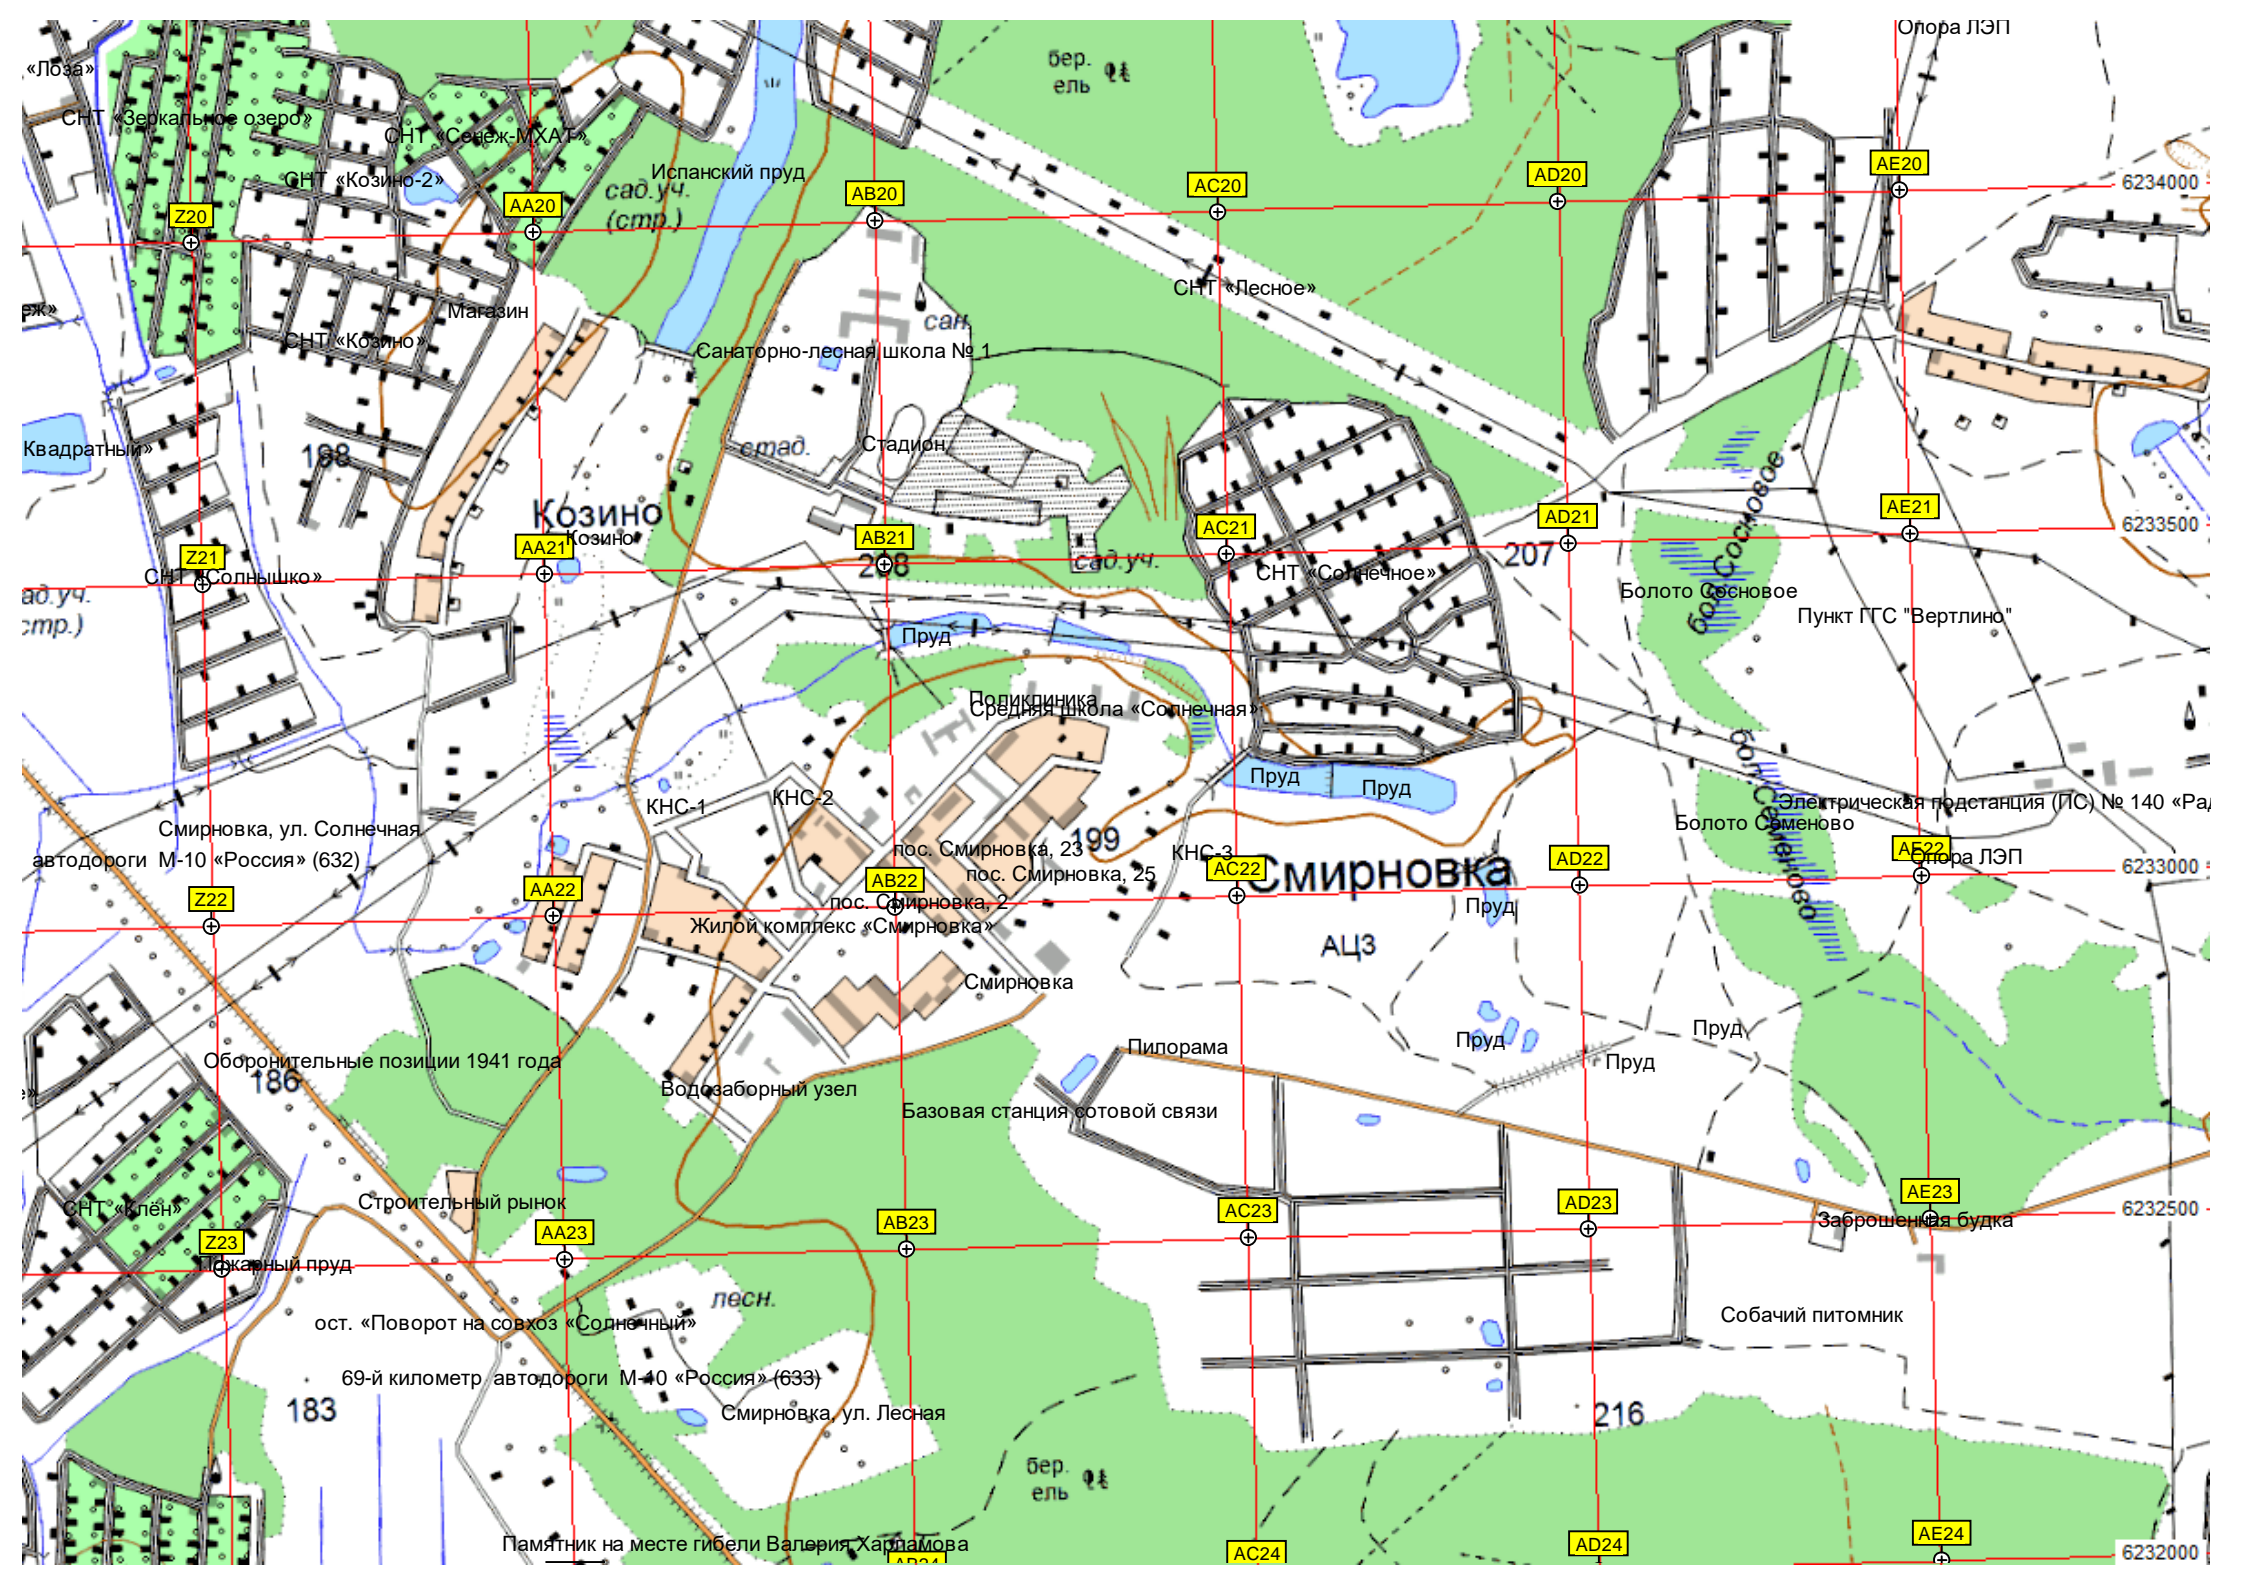 Опора ЛЭП
«Лоза»
бер.
ель
СНТ «Зеркальное озеро»
СНТ «Сенеж-МХАТ»
СНТ «Козино-2»
Испанский пруд
сад.уч.
(стр.)
Z20
AA20
AB20
AC20
AD20
AE20
6234000
СНТ «Лесное»
Магазин
еж»
СНТ «Козино»
сан.
Санаторно-лесная школа № 1
Квадратный»
198
стад.
Стадион
бол. Сосновое
Козино
Козино
Z21
AA21
AB21
AC21
AD21
AE21
6233500
208
207
СНТ «Солнышко»
сад.уч.
СНТ «Солнечное»
Болото Сосновое
Пункт ГГС "Вертлино"
ад.уч.
стр.)
Пруд
Поликлиника
Средняя школа «Солнечная»
бол. Семеново
Пруд
Пруд
КНС-1
КНС-2
Электрическая подстанция (ПС) № 140 «Рад
Болото Семеново
Смирновка, ул. Солнечная
автодороги М-10 «Россия» (632)
199
пос. Смирновка, 23
КНС-3
Смирновка
пос. Смирновка, 25
Опора ЛЭП
Z22
AA22
AB22
AC22
AD22
AE22
6233000
пос. Смирновка, 2
Пруд
Жилой комплекс «Смирновка»
АЦЗ
Смирновка
Пруд
Пруд
Пилорама
Пруд
Оборонительные позиции 1941 года
186
е»
Водозаборный узел
Базовая станция сотовой связи
СНТ «Клён»
Строительный рынок
Z23
AA23
AB23
AC23
AD23
AE23
6232500
Заброшенная будка
Пожарный пруд
лесн.
ост. «Поворот на совхоз «Солнечный»
Собачий питомник
69-й километр автодороги М-10 «Россия» (633)
183
Смирновка, ул. Лесная
216
бер.
ель
Памятник на месте гибели Валерия Харламова
AB24
AC24
AD24
AE24
6232000